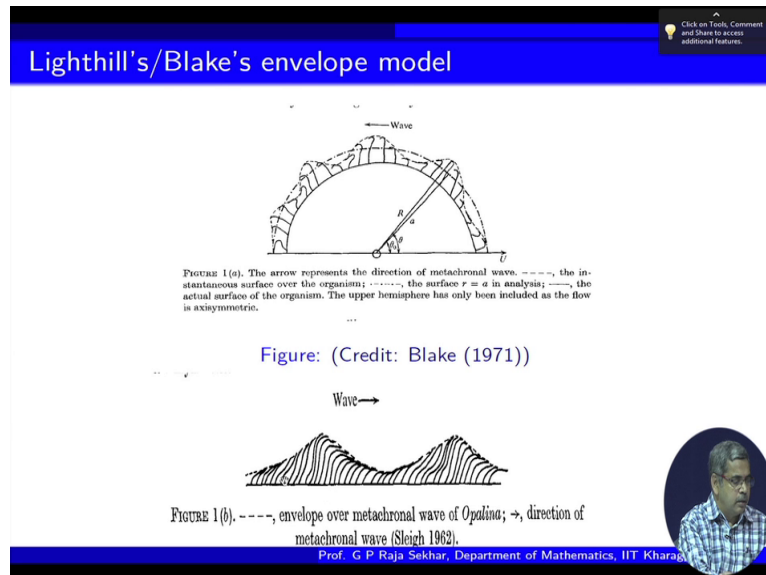 Click on Tools, Comment
and Share to access
additional features.
Lighthill's/Blake's envelope model
Wave
R
a
θ
θ₀
U
FIGURE 1(a). The arrow represents the direction of metachronal wave. ----, the in-
stantaneous surface over the organism; -·-·-, the surface r = a in analysis; ——, the
actual surface of the organism. The upper hemisphere has only been included as the flow
is axisymmetric.
Figure: (Credit: Blake (1971))
Wave→
FIGURE 1(b). ----, envelope over metachronal wave of Opalina; →, direction of
metachronal wave (Sleigh 1962).
Prof. G P Raja Sekhar, Department of Mathematics, IIT Kharag